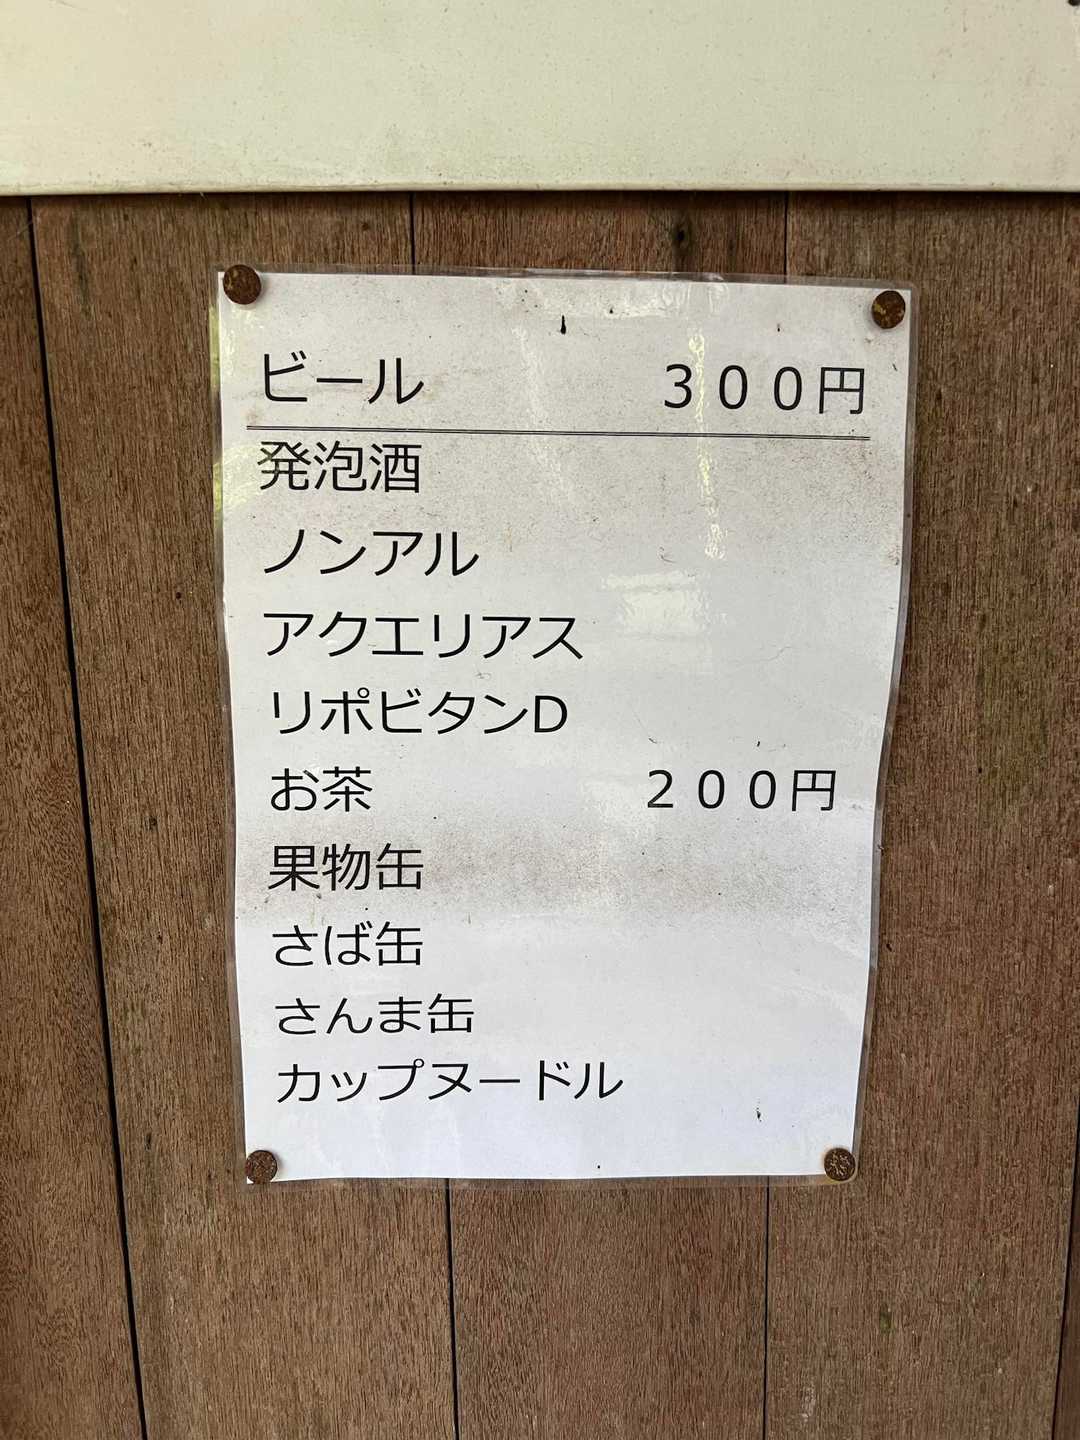 ビール　３００円
発泡酒
ノンアル
アクエリアス
リポビタンD
お茶　２００円
果物缶
さば缶
さんま缶
カップヌードル